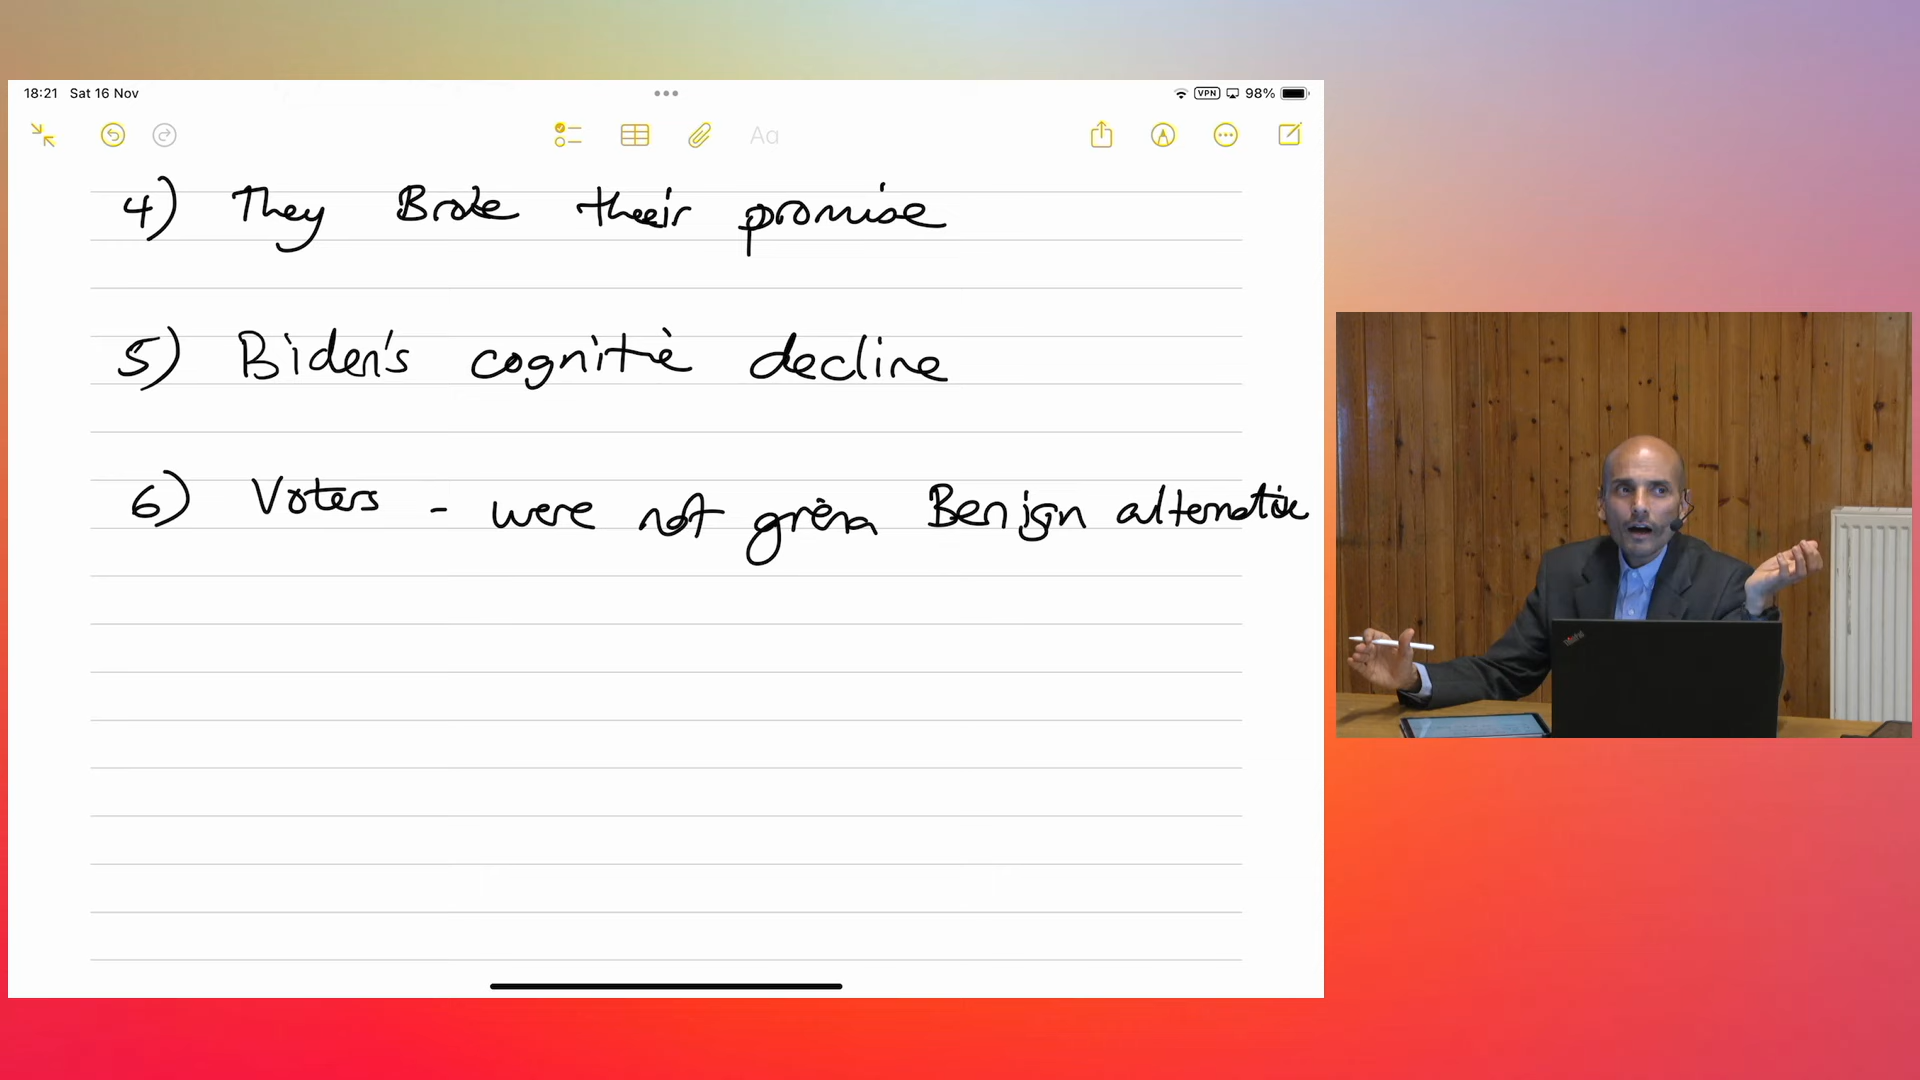 18:21 Sat 16 Nov VPN 98%
Aa
4) They Broke their promise
5) Biden's cognitive decline
6) Voters - were not given Benign alternative
ThinkPad